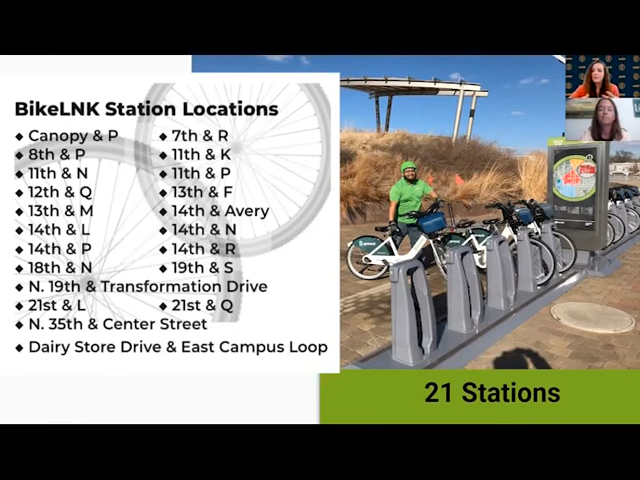 BikeLNK Station Locations
◆ Canopy & P
◆ 7th & R
◆ 8th & P
◆ 11th & K
◆ 11th & N
◆ 11th & P
◆ 12th & Q
◆ 13th & F
◆ 13th & M
◆ 14th & Avery
◆ 14th & L
◆ 14th & N
◆ 14th & P
◆ 14th & R
◆ 18th & N
◆ 19th & S
◆ N. 19th & Transformation Drive
◆ 21st & L
◆ 21st & Q
◆ N. 35th & Center Street
◆ Dairy Store Drive & East Campus Loop
21 Stations